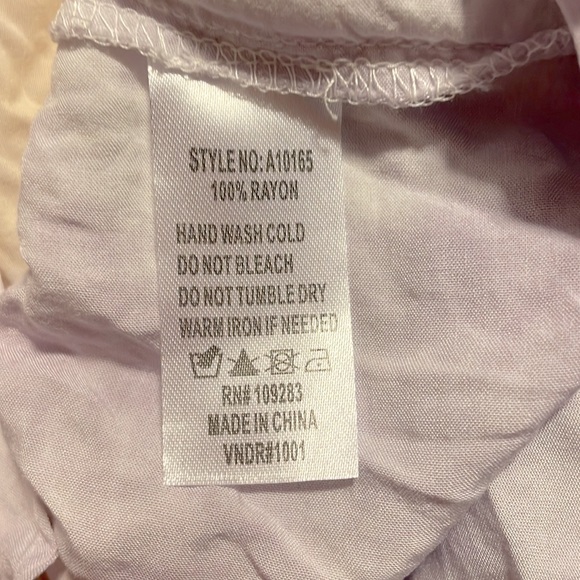 STYLE NO: A10165
100% RAYON
HAND WASH COLD
DO NOT BLEACH
DO NOT TUMBLE DRY
WARM IRON IF NEEDED
RN# 109283
MADE IN CHINA
VNDR#1001